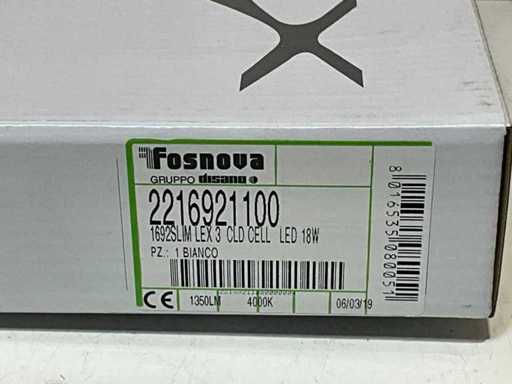 Fosnova
GRUPPO disano
2216921100
1692SLIM LEX 3 CLD CELL LED 18W
PZ.: 1 BIANCO
CE 1350LM 4000K 06/03/19
8016535080051